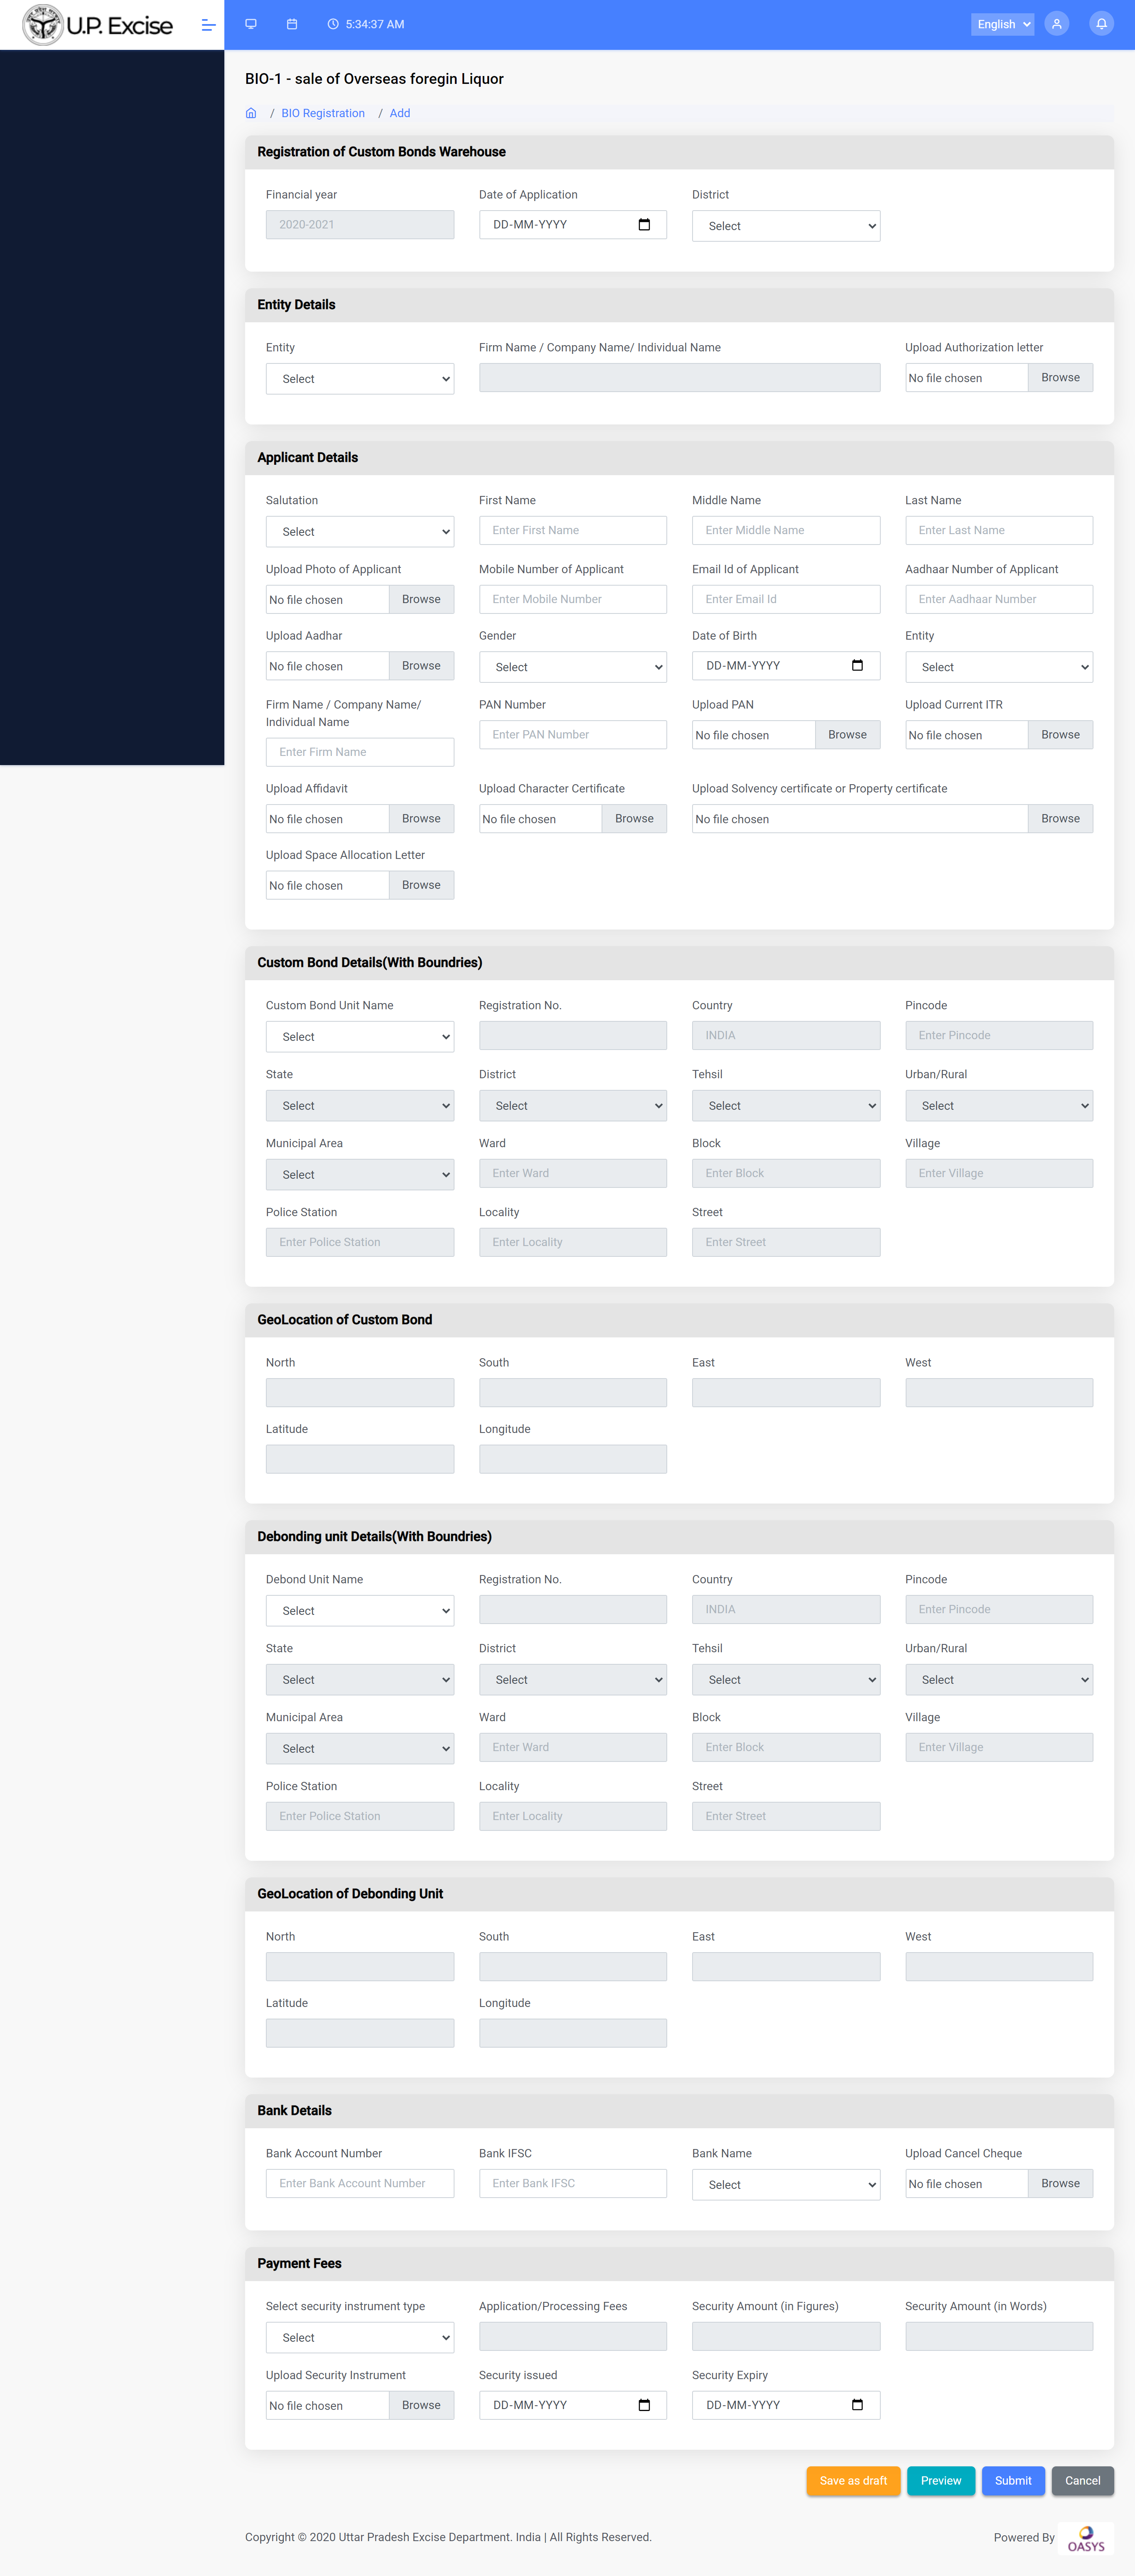 U.P. Excise
5:34:37 AM
English
BIO-1 - sale of Overseas foregin Liquor
/ BIO Registration / Add
Registration of Custom Bonds Warehouse
Financial year Date of Application District
2020-2021 DD-MM-YYYY Select
Entity Details
Entity Firm Name / Company Name/ Individual Name Upload Authorization letter
Select No file chosen Browse
Applicant Details
Salutation First Name Middle Name Last Name
Select Enter First Name Enter Middle Name Enter Last Name
Upload Photo of Applicant Mobile Number of Applicant Email Id of Applicant Aadhaar Number of Applicant
No file chosen Browse Enter Mobile Number Enter Email Id Enter Aadhaar Number
Upload Aadhar Gender Date of Birth Entity
No file chosen Browse Select DD-MM-YYYY Select
Firm Name / Company Name/ PAN Number Upload PAN Upload Current ITR
Individual Name
Enter PAN Number No file chosen Browse No file chosen Browse
Enter Firm Name
Upload Affidavit Upload Character Certificate Upload Solvency certificate or Property certificate
No file chosen Browse No file chosen Browse No file chosen Browse
Upload Space Allocation Letter
No file chosen Browse
Custom Bond Details(With Boundries)
Custom Bond Unit Name Registration No. Country Pincode
Select INDIA Enter Pincode
State District Tehsil Urban/Rural
Select Select Select Select
Municipal Area Ward Block Village
Select Enter Ward Enter Block Enter Village
Police Station Locality Street
Enter Police Station Enter Locality Enter Street
GeoLocation of Custom Bond
North South East West
Latitude Longitude
Debonding unit Details(With Boundries)
Debond Unit Name Registration No. Country Pincode
Select INDIA Enter Pincode
State District Tehsil Urban/Rural
Select Select Select Select
Municipal Area Ward Block Village
Select Enter Ward Enter Block Enter Village
Police Station Locality Street
Enter Police Station Enter Locality Enter Street
GeoLocation of Debonding Unit
North South East West
Latitude Longitude
Bank Details
Bank Account Number Bank IFSC Bank Name Upload Cancel Cheque
Enter Bank Account Number Enter Bank IFSC Select No file chosen Browse
Payment Fees
Select security instrument type Application/Processing Fees Security Amount (in Figures) Security Amount (in Words)
Select
Upload Security Instrument Security issued Security Expiry
No file chosen Browse DD-MM-YYYY DD-MM-YYYY
Save as draft Preview Submit Cancel
Copyright © 2020 Uttar Pradesh Excise Department. India | All Rights Reserved. Powered By OASYS